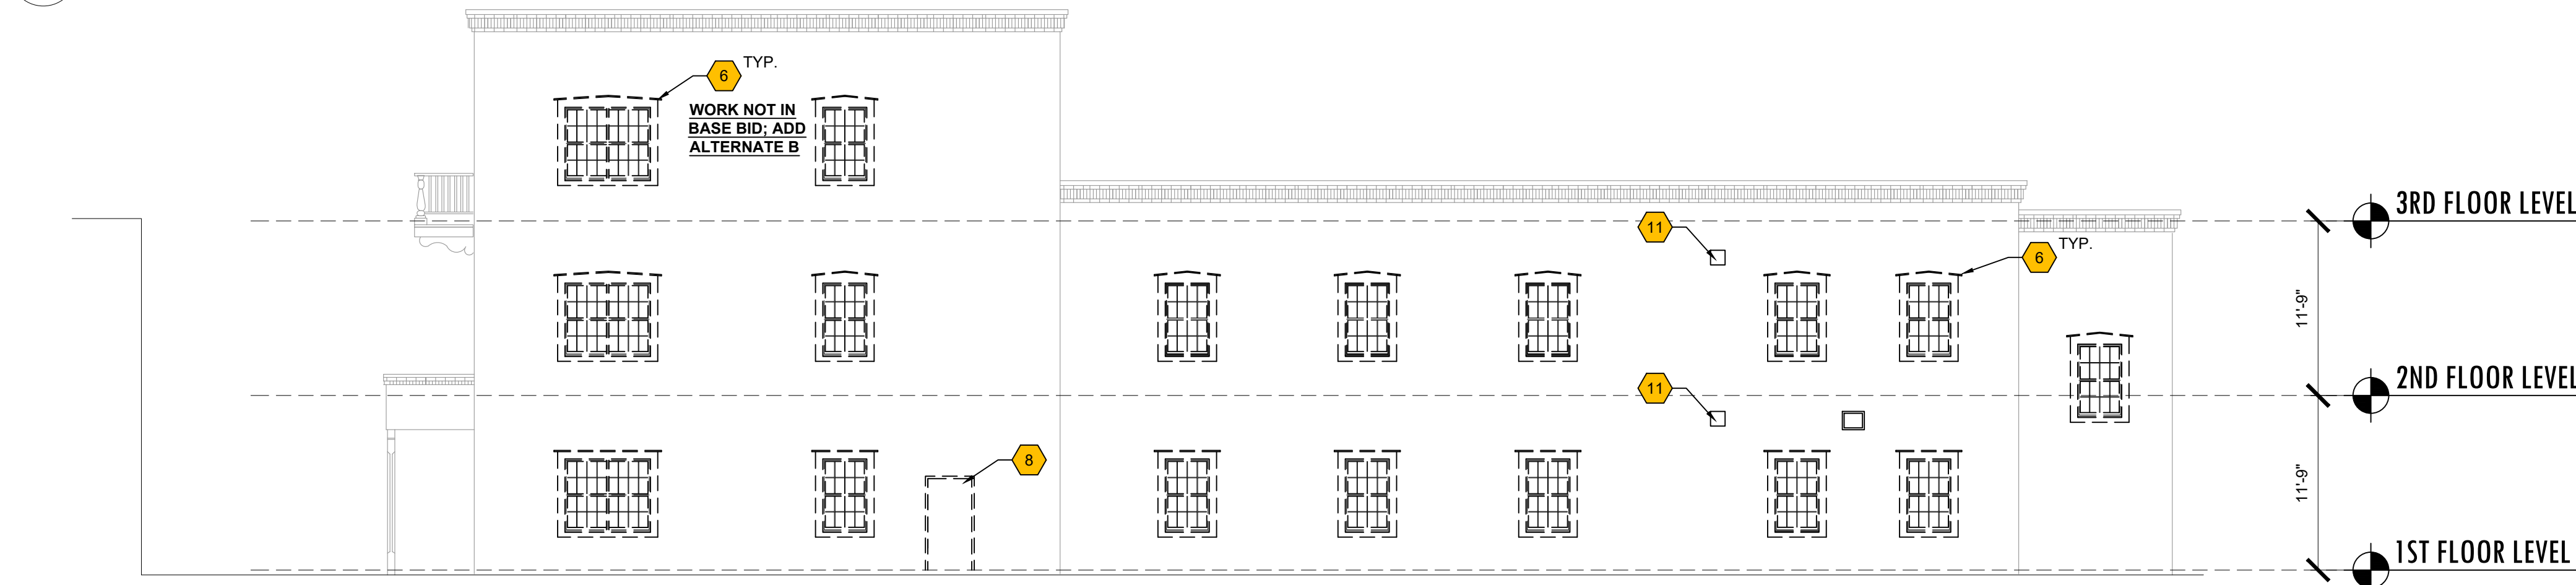 6 TYP.
WORK NOT IN
BASE BID; ADD
ALTERNATE B
3RD FLOOR LEVEL
11
6 TYP.
11'-9"
2ND FLOOR LEVEL
11
8
11'-9"
1ST FLOOR LEVEL